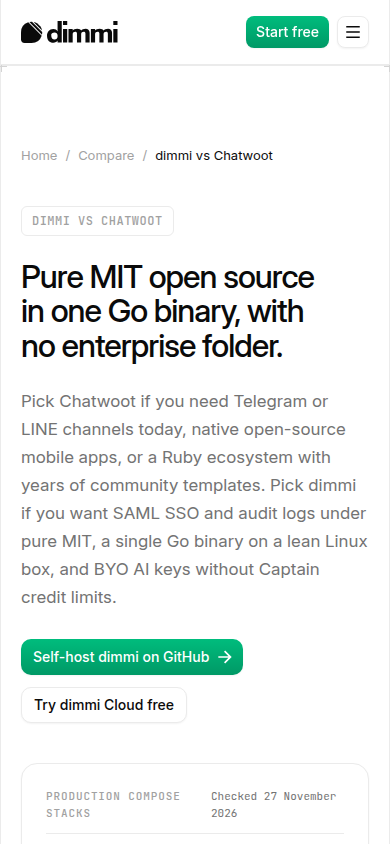 dimmi
Start free
Home / Compare / dimmi vs Chatwoot
DIMMI VS CHATWOOT
Pure MIT open source
in one Go binary, with
no enterprise folder.
Pick Chatwoot if you need Telegram or
LINE channels today, native open-source
mobile apps, or a Ruby ecosystem with
years of community templates. Pick dimmi
if you want SAML SSO and audit logs under
pure MIT, a single Go binary on a lean Linux
box, and BYO AI keys without Captain
credit limits.
Self-host dimmi on GitHub →
Try dimmi Cloud free
PRODUCTION COMPOSE
STACKS
Checked 27 November
2026